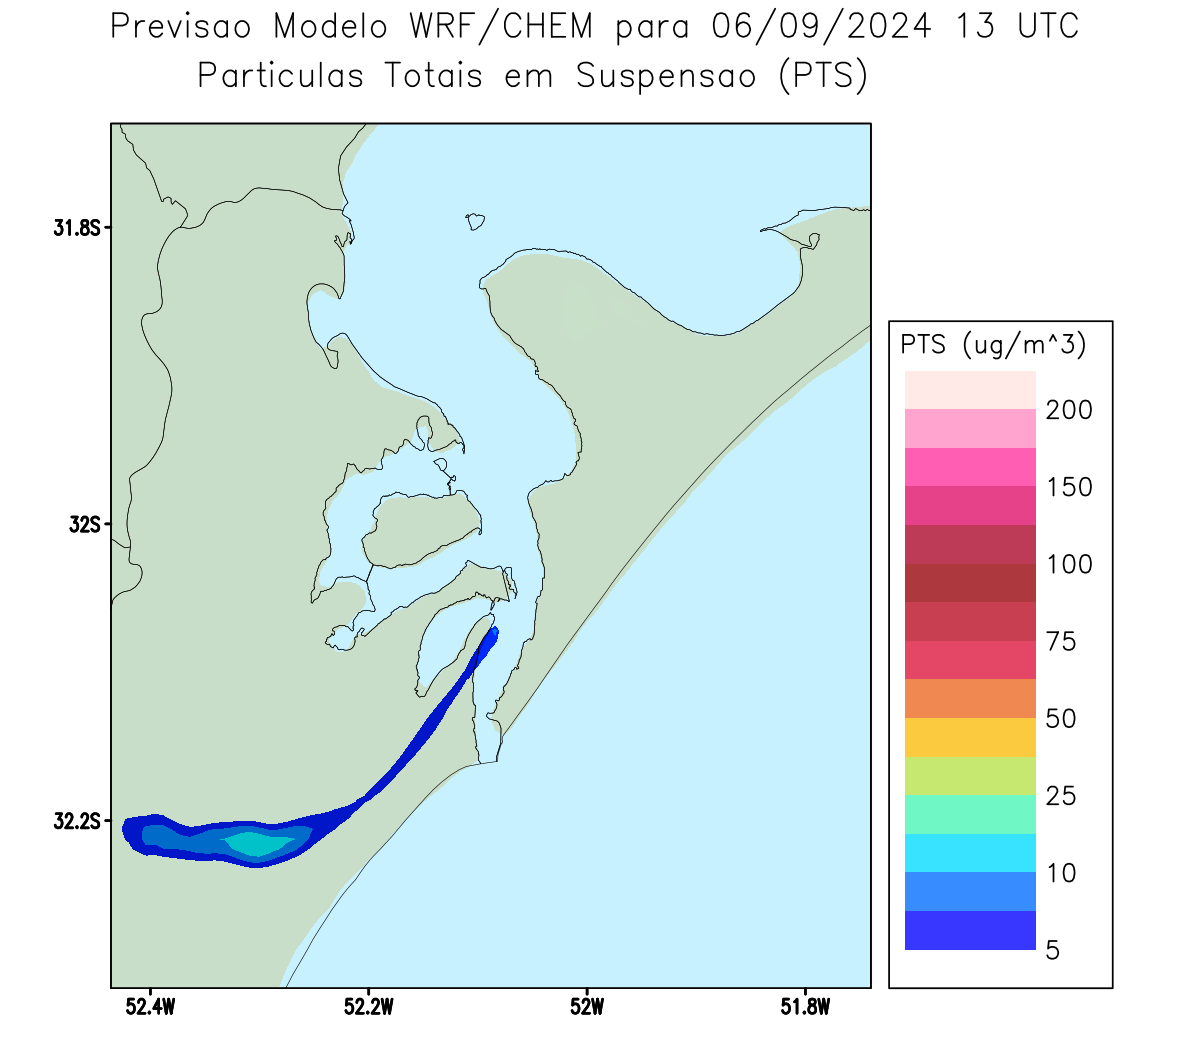 Previsao Modelo WRF/CHEM para 06/09/2024 13 UTC
Particulas Totais em Suspensao (PTS)
31.8S
32S
32.2S
52.4W
52.2W
52W
51.8W
PTS (ug/m^3)
200
150
100
75
50
25
10
5